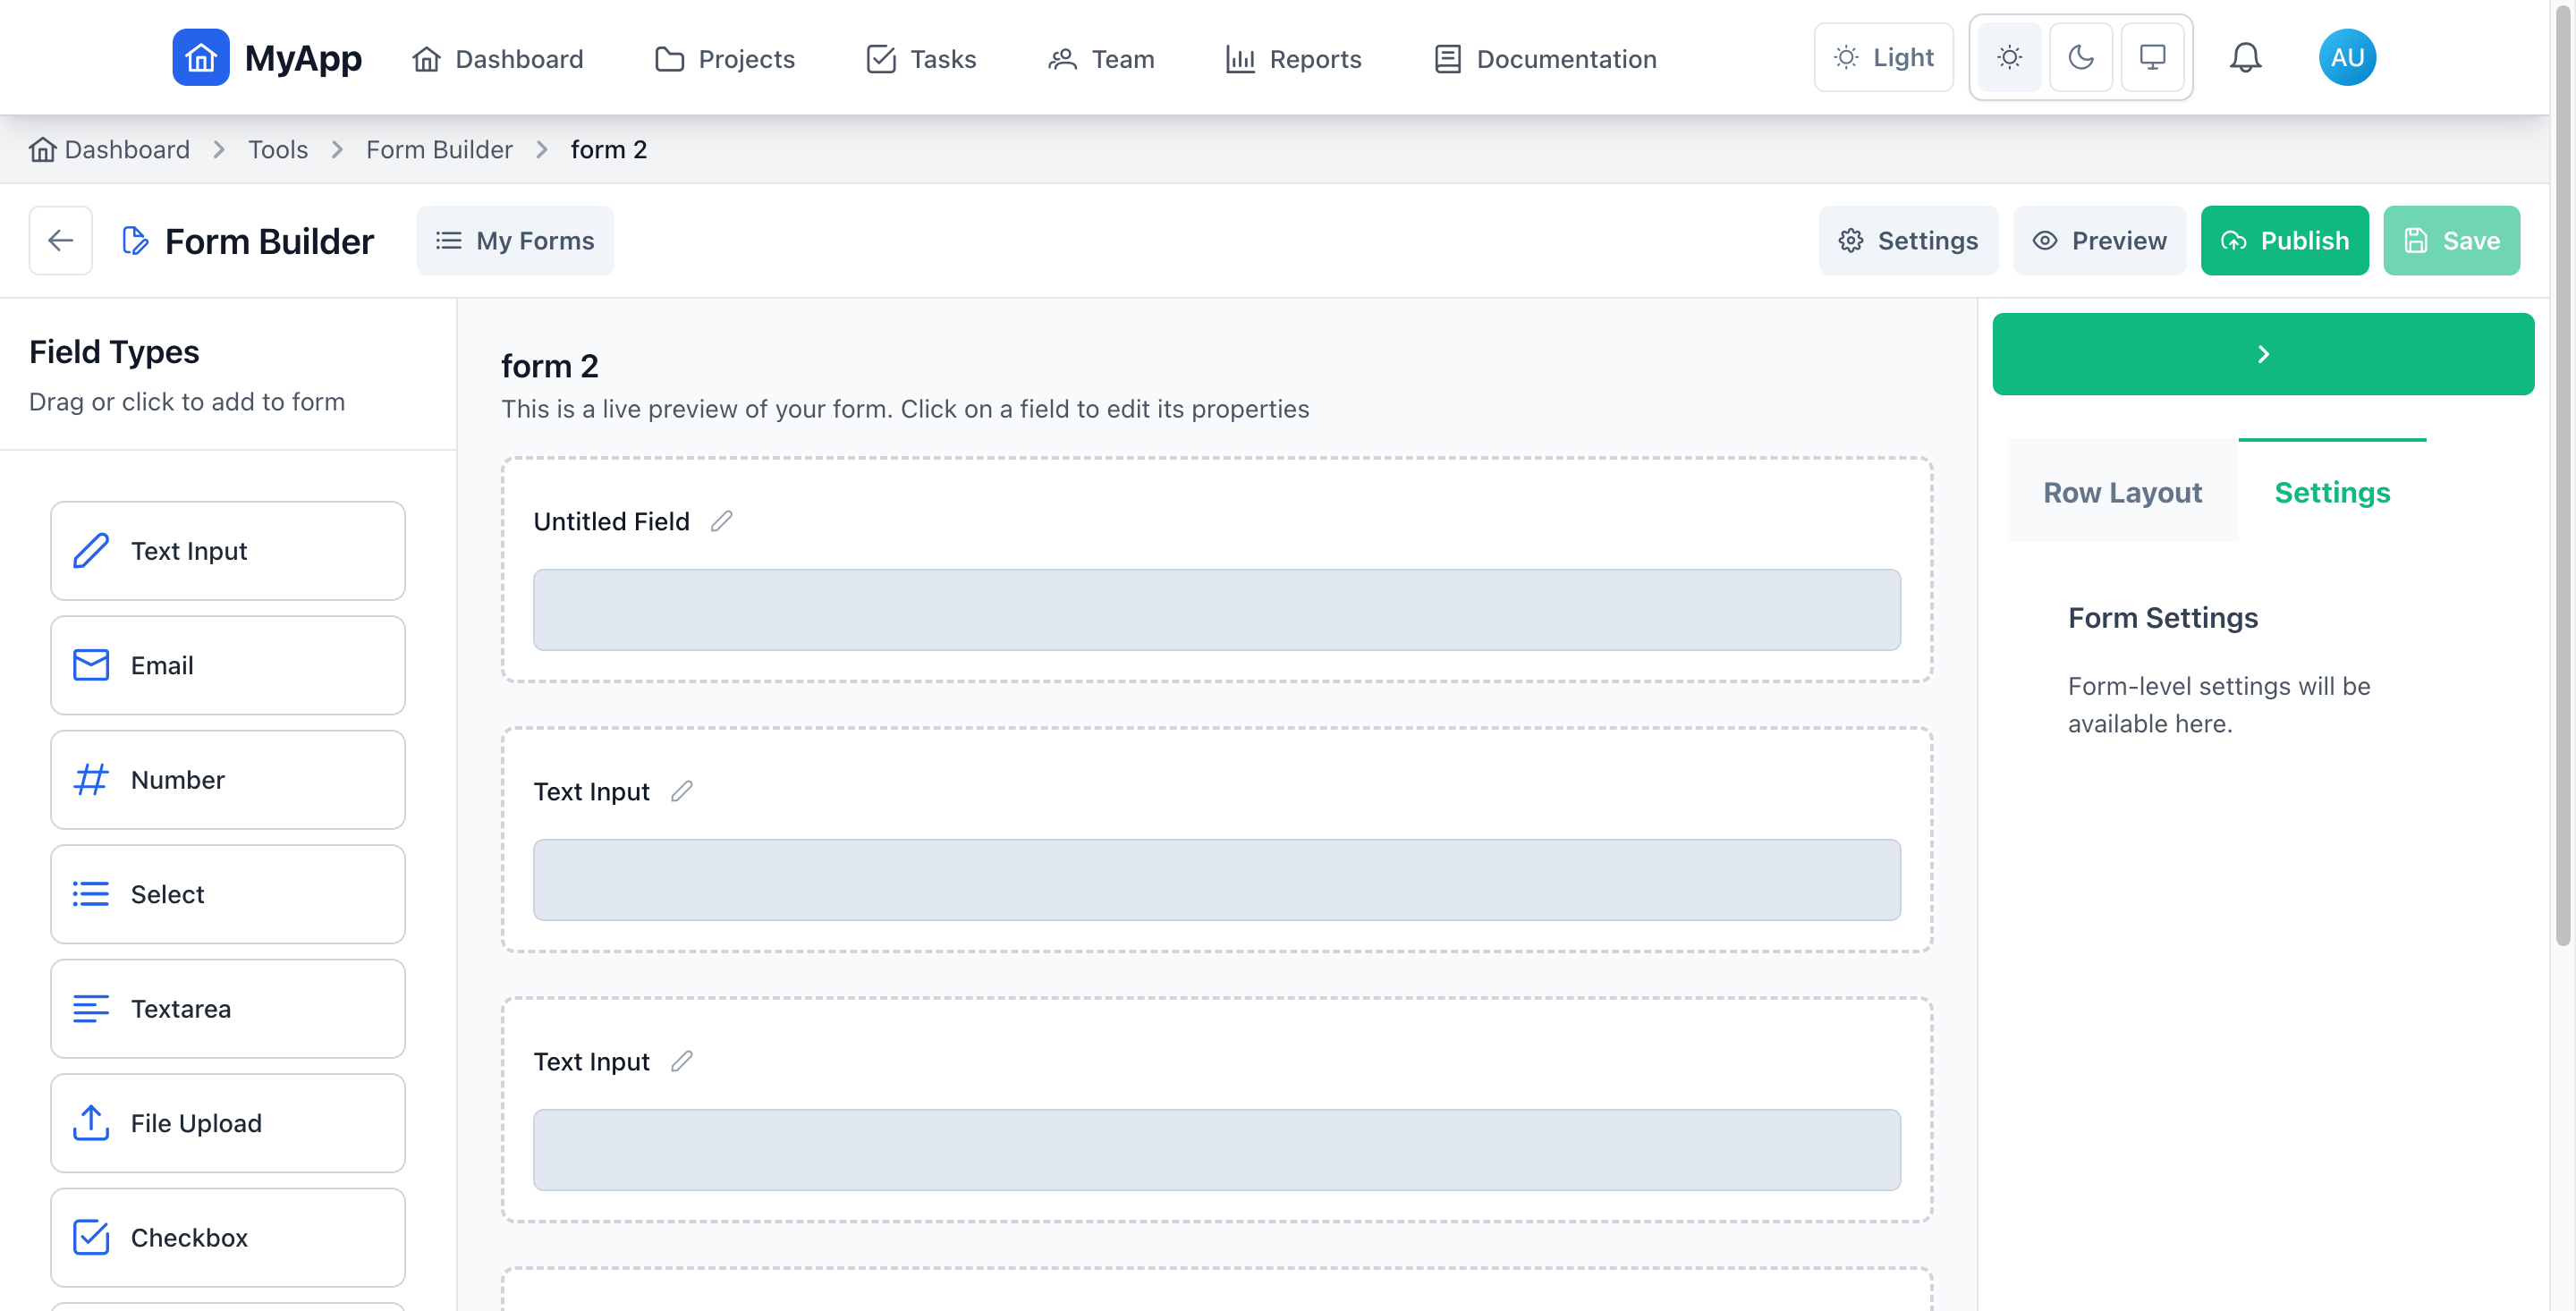 MyApp
Dashboard
Projects
Tasks
Team
Reports
Documentation
Light
AU
Dashboard
Tools
Form Builder
form 2
Form Builder
My Forms
Settings
Preview
Publish
Save
Field Types
Drag or click to add to form
Text Input
Email
Number
Select
Textarea
File Upload
Checkbox
form 2
This is a live preview of your form. Click on a field to edit its properties
Untitled Field
Text Input
Text Input
Row Layout
Settings
Form Settings
Form-level settings will be
available here.